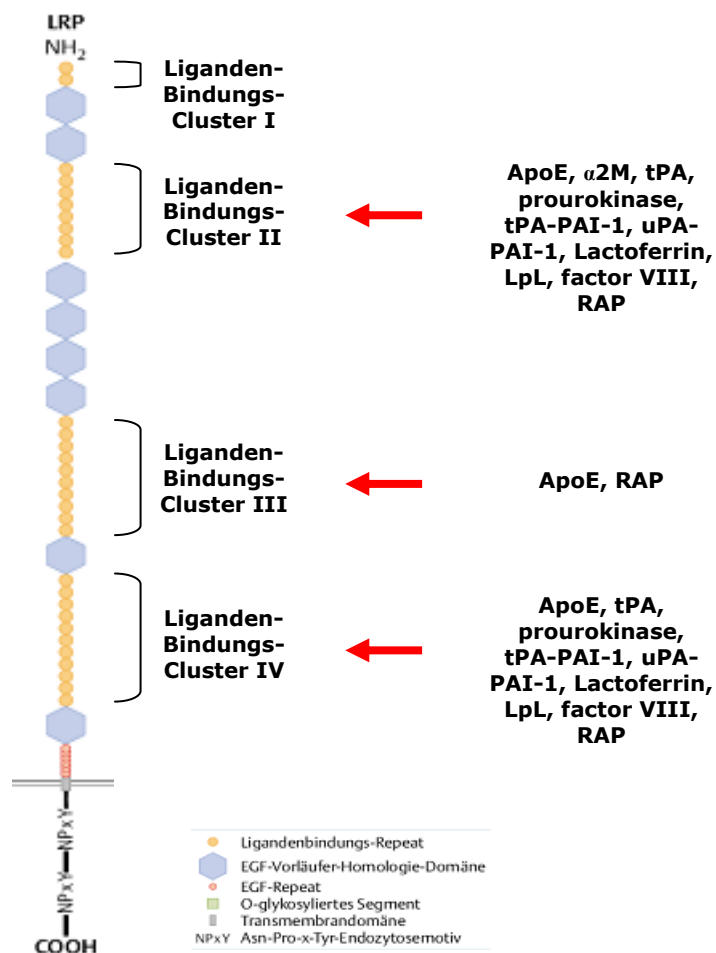 LRP
NH₂
Liganden-
Bindungs-
Cluster I
Liganden-
Bindungs-
Cluster II
ApoE, α2M, tPA,
prourokinase,
tPA-PAI-1, uPA-
PAI-1, Lactoferrin,
LpL, factor VIII,
RAP
Liganden-
Bindungs-
Cluster III
ApoE, RAP
Liganden-
Bindungs-
Cluster IV
ApoE, tPA,
prourokinase,
tPA-PAI-1, uPA-
PAI-1, Lactoferrin,
LpL, factor VIII,
RAP
NPxY
NPxY
COOH
Ligandenbindungs-Repeat
EGF-Vorläufer-Homologie-Domäne
EGF-Repeat
O-glykosyliertes Segment
Transmembrandomäne
NPxY Asn-Pro-x-Tyr-Endozytosemotiv